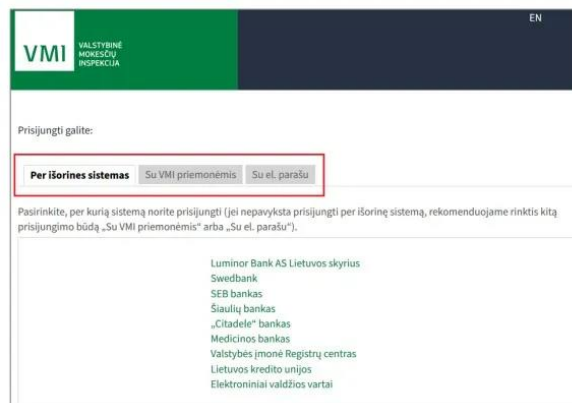 EN
VMI
VALSTYBINĖ
MOKESČIŲ
INSPEKCIJA
Prisijungti galite:
Per išorines sistemas Su VMI priemonėmis Su el. parašu
Pasirinkite, per kurią sistemą norite prisijungti (jei nepavyksta prisijungti per išorinę sistemą, rekomenduojame rinktis kitą
prisijungimo būdą „Su VMI priemonėmis" arba „Su el. parašu").
Luminor Bank AS Lietuvos skyrius
Swedbank
SEB bankas
Šiaulių bankas
„Citadele" bankas
Medicinos bankas
Valstybės įmonė Registrų centras
Lietuvos kredito unijos
Elektroniniai valdžios vartai